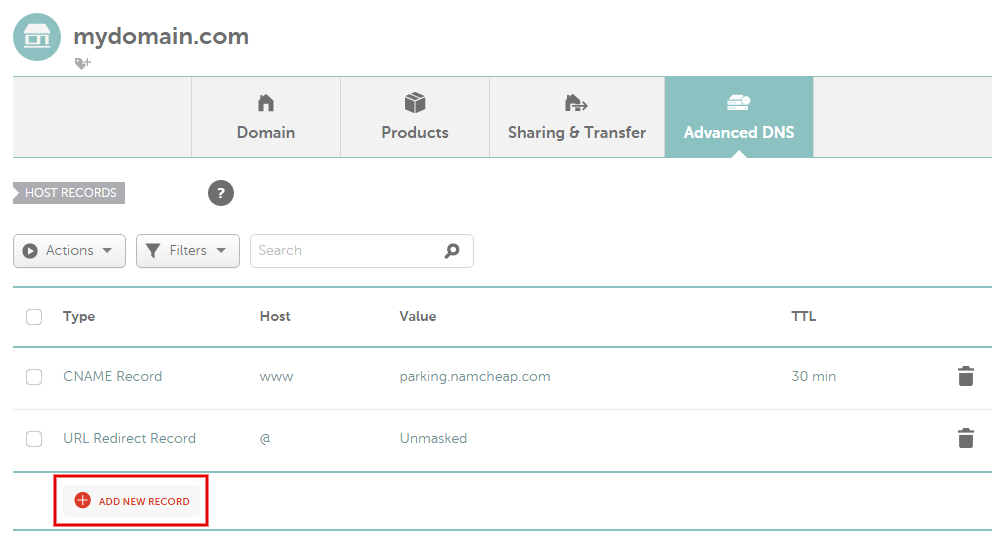 mydomain.com
Domain
Products
Sharing & Transfer
Advanced DNS
HOST RECORDS
?
Actions
Filters
Search
Type Host Value TTL
CNAME Record www parking.namcheap.com 30 min
URL Redirect Record @ Unmasked
ADD NEW RECORD